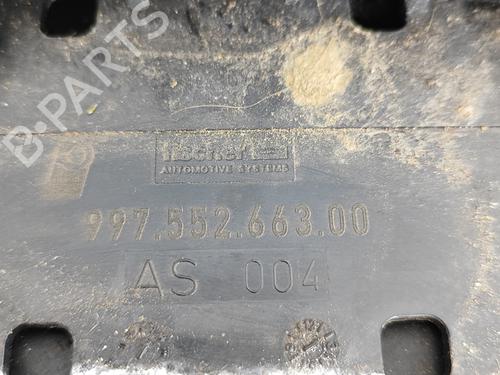 B-PARTS
fischer
AUTOMOTIVE SYSTEMS
997.552.663.00
AS 004